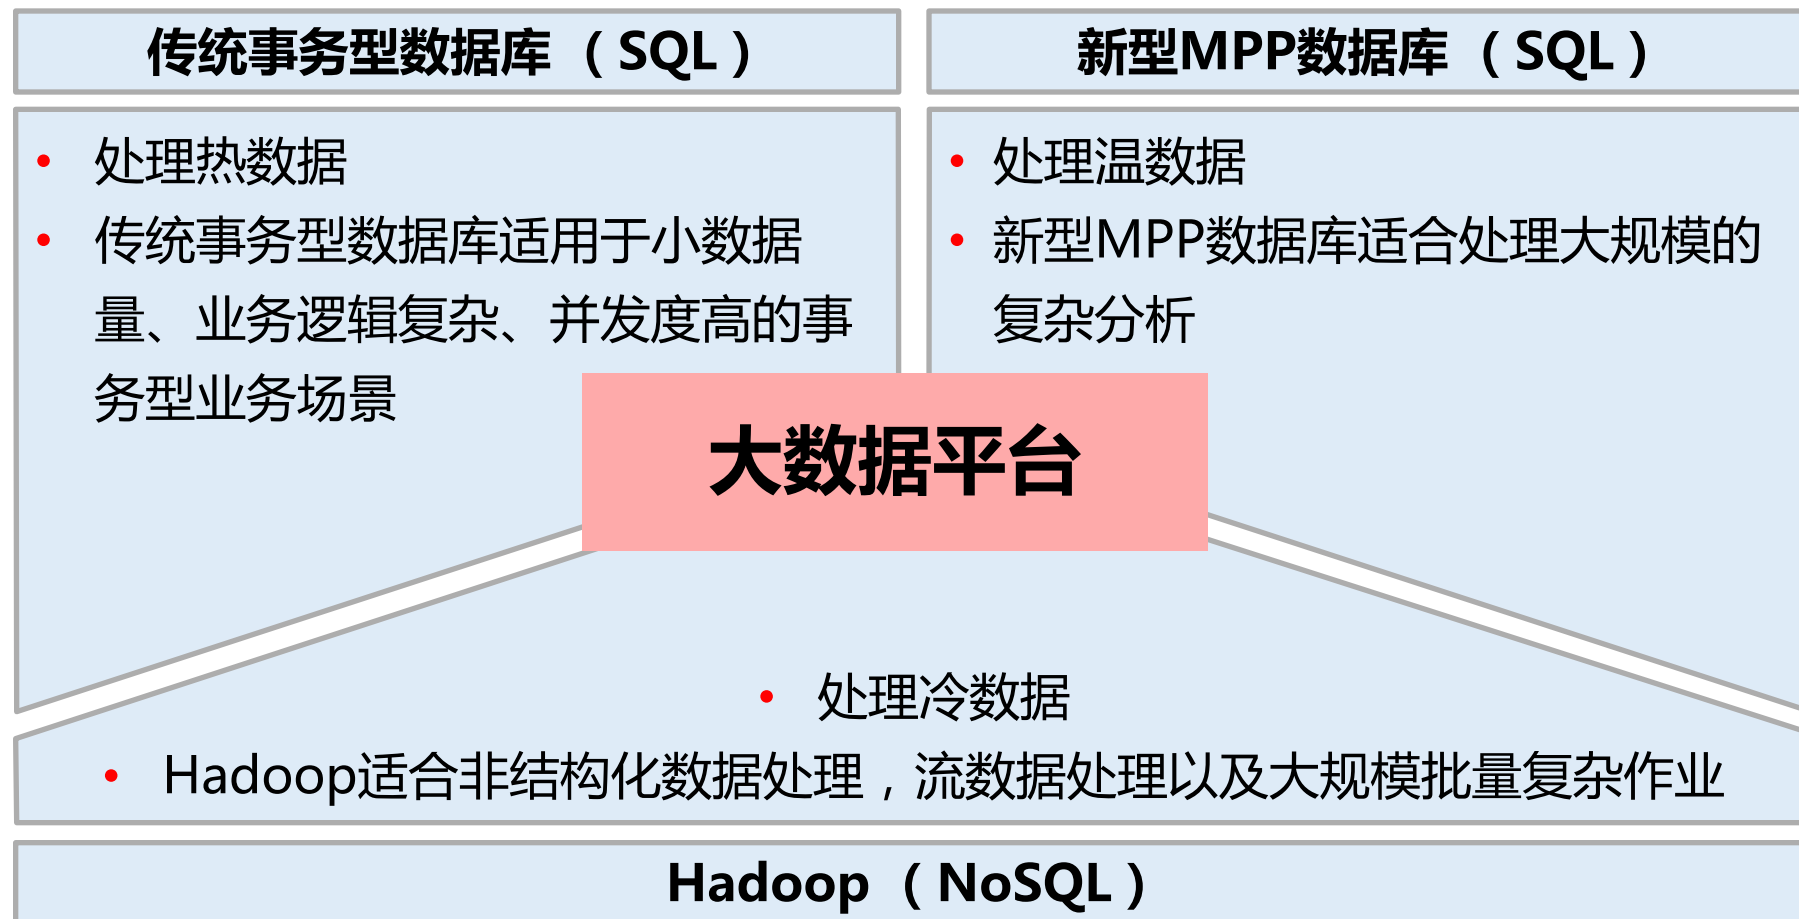 传统事务型数据库（SQL）
新型MPP数据库（SQL）
• 处理热数据
• 传统事务型数据库适用于小数据
量、业务逻辑复杂、并发度高的事
务型业务场景
• 处理温数据
• 新型MPP数据库适合处理大规模的
复杂分析
大数据平台
• 处理冷数据
• Hadoop适合非结构化数据处理，流数据处理以及大规模批量复杂作业
Hadoop（NoSQL）